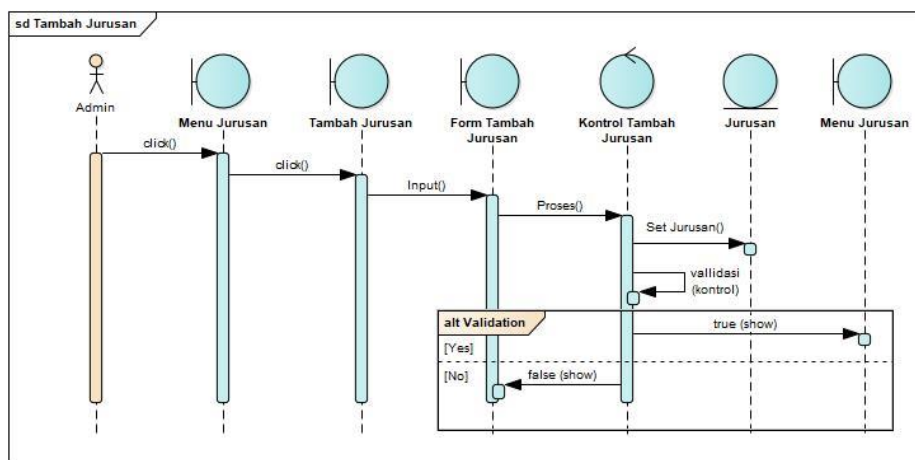 sd Tambah Jurusan
Admin
Menu Jurusan
Tambah Jurusan
Form Tambah
Jurusan
Kontrol Tambah
Jurusan
Jurusan
Menu Jurusan
click()
click()
Input()
Proses()
Set Jurusan()
vallidasi
(kontrol)
alt Validation
true (show)
[Yes]
[No]
false (show)